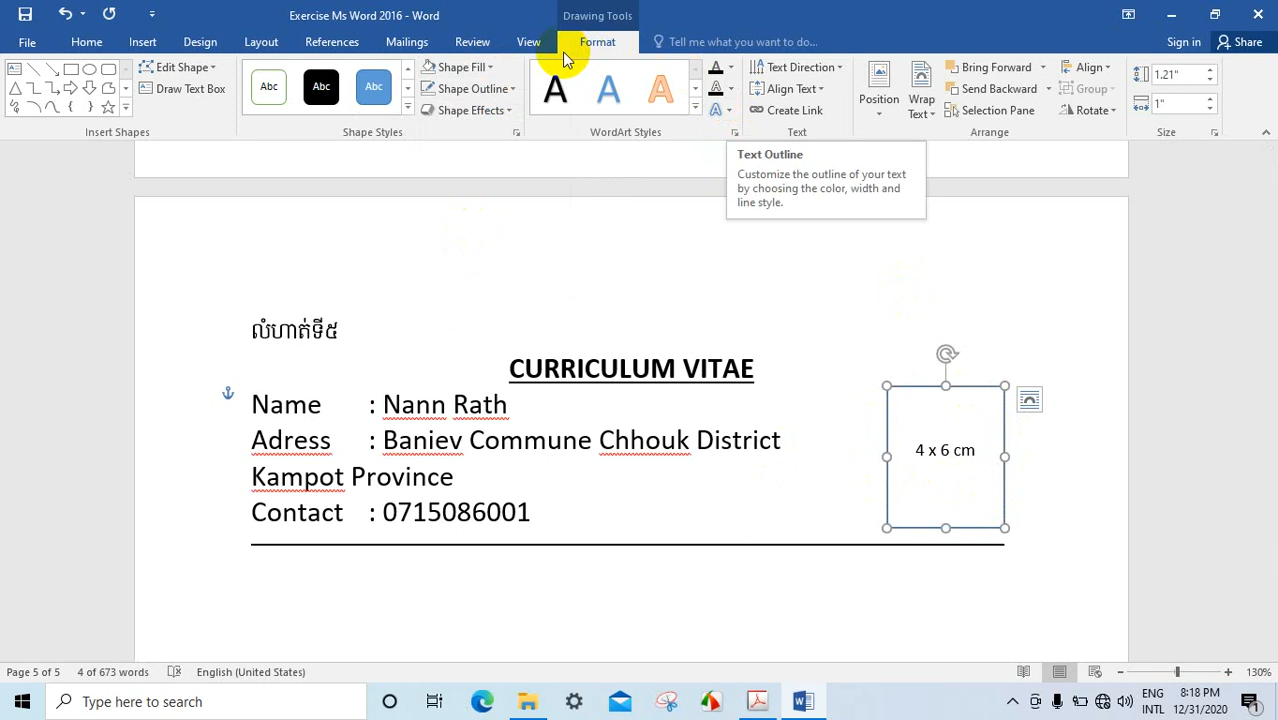 Exercise Ms Word 2016 - Word
Drawing Tools
File
Home
Insert
Design
Layout
References
Mailings
Review
View
Format
Tell me what you want to do...
Sign in
Share
Edit Shape
Draw Text Box
Insert Shapes
Abc
Abc
Abc
Shape Fill
Shape Outline
Shape Effects
Shape Styles
A
A
A
WordArt Styles
Text Direction
Align Text
Create Link
Text
Position
Wrap
Text
Bring Forward
Send Backward
Selection Pane
Align
Group
Rotate
Arrange
1.21"
1"
Size
Text Outline
Customize the outline of your text
by choosing the color, width and
line style.
លំហាត់ទី៥
CURRICULUM VITAE
Name : Nann Rath
Adress : Baniev Commune Chhouk District
Kampot Province
Contact : 0715086001
4 x 6 cm
Page 5 of 5
4 of 673 words
English (United States)
130%
Type here to search
ENG
INTL
8:18 PM
12/31/2020
1